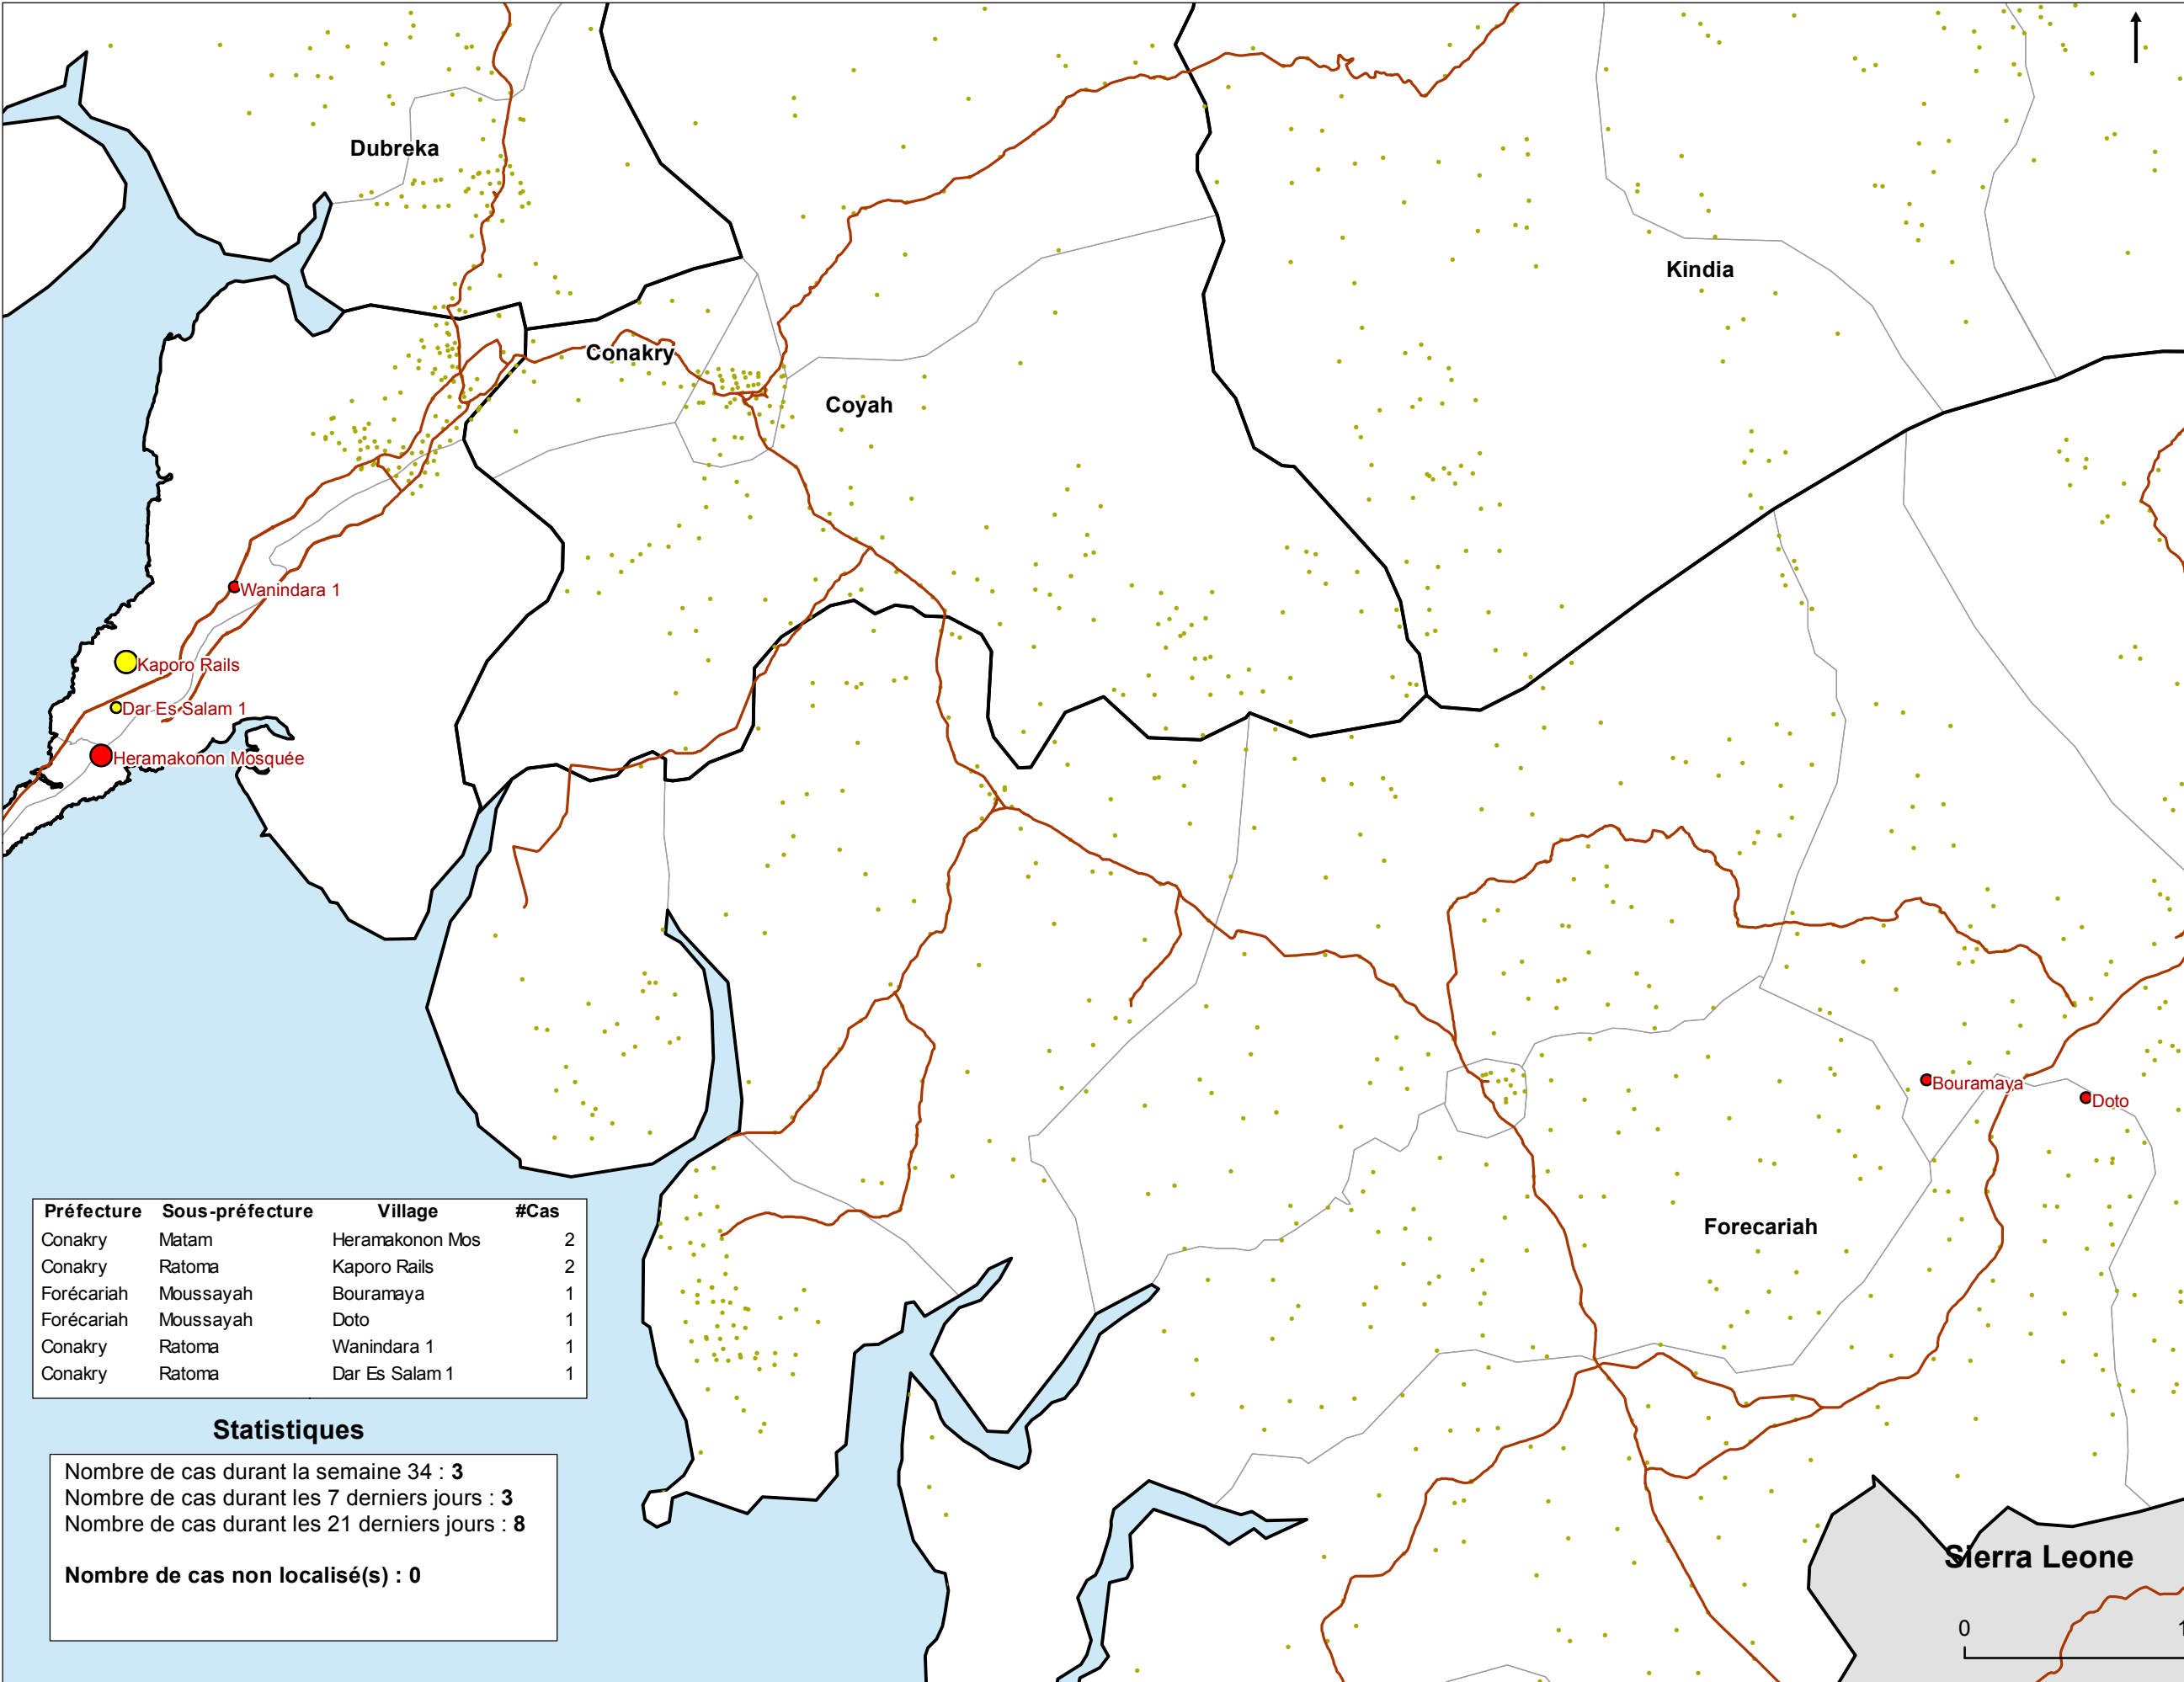 Dubreka
Kindia
Conakry
Coyah
Wanindara 1
Kaporo Rails
Dar Es Salam 1
Heramakonon Mosquée
Bouramaya
Doto
Forecariah
Préfecture Sous-préfecture Village #Cas
Conakry Matam Heramakonon Mos 2
Conakry Ratoma Kaporo Rails 2
Forécariah Moussayah Bouramaya 1
Forécariah Moussayah Doto 1
Conakry Ratoma Wanindara 1 1
Conakry Ratoma Dar Es Salam 1 1
Statistiques
Nombre de cas durant la semaine 34 : 3
Nombre de cas durant les 7 derniers jours : 3
Nombre de cas durant les 21 derniers jours : 8
Nombre de cas non localisé(s) : 0
Sierra Leone
0